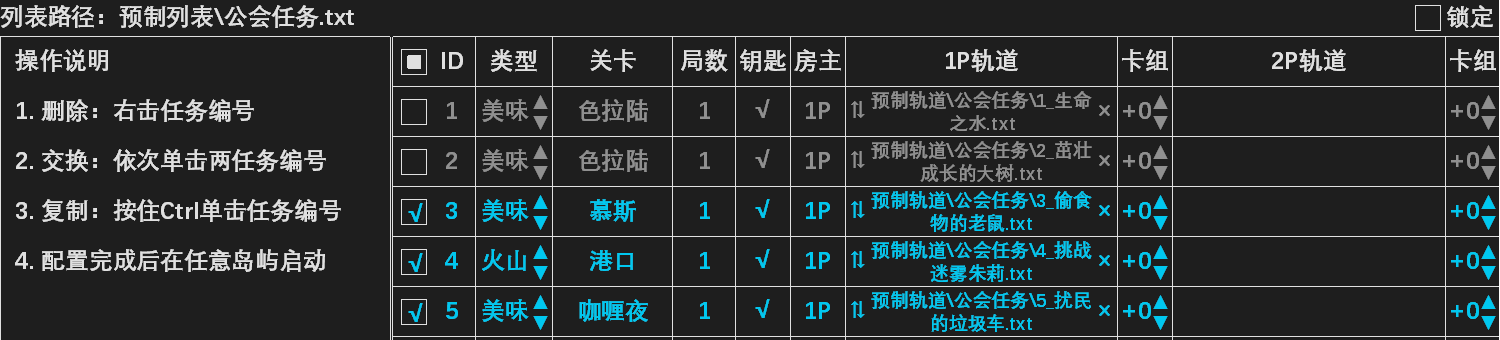 列表路径：预制列表\公会任务.txt 锁定
操作说明
1. 删除：右击任务编号
2. 交换：依次单击两任务编号
3. 复制：按住Ctrl单击任务编号
4. 配置完成后在任意岛屿启动
ID 类型 关卡 局数 钥匙 房主 1P轨道 卡组 2P轨道 卡组
1 美味▲▼ 色拉陆 1 √ 1P ⇅ 预制轨道\公会任务\1_生命 × +0▲▼ +0▲▼
之水.txt
2 美味▲▼ 色拉陆 1 √ 1P ⇅ 预制轨道\公会任务\2_茁壮 × +0▲▼ +0▲▼
成长的大树.txt
√ 3 美味▲▼ 慕斯 1 √ 1P ⇅ 预制轨道\公会任务\3_偷食 × +0▲▼ +0▲▼
物的老鼠.txt
√ 4 火山▲▼ 港口 1 √ 1P ⇅ 预制轨道\公会任务\4_挑战 × +0▲▼ +0▲▼
迷雾朱莉.txt
√ 5 美味▲▼ 咖喱夜 1 √ 1P ⇅ 预制轨道\公会任务\5_扰民 × +0▲▼ +0▲▼
的垃圾车.txt